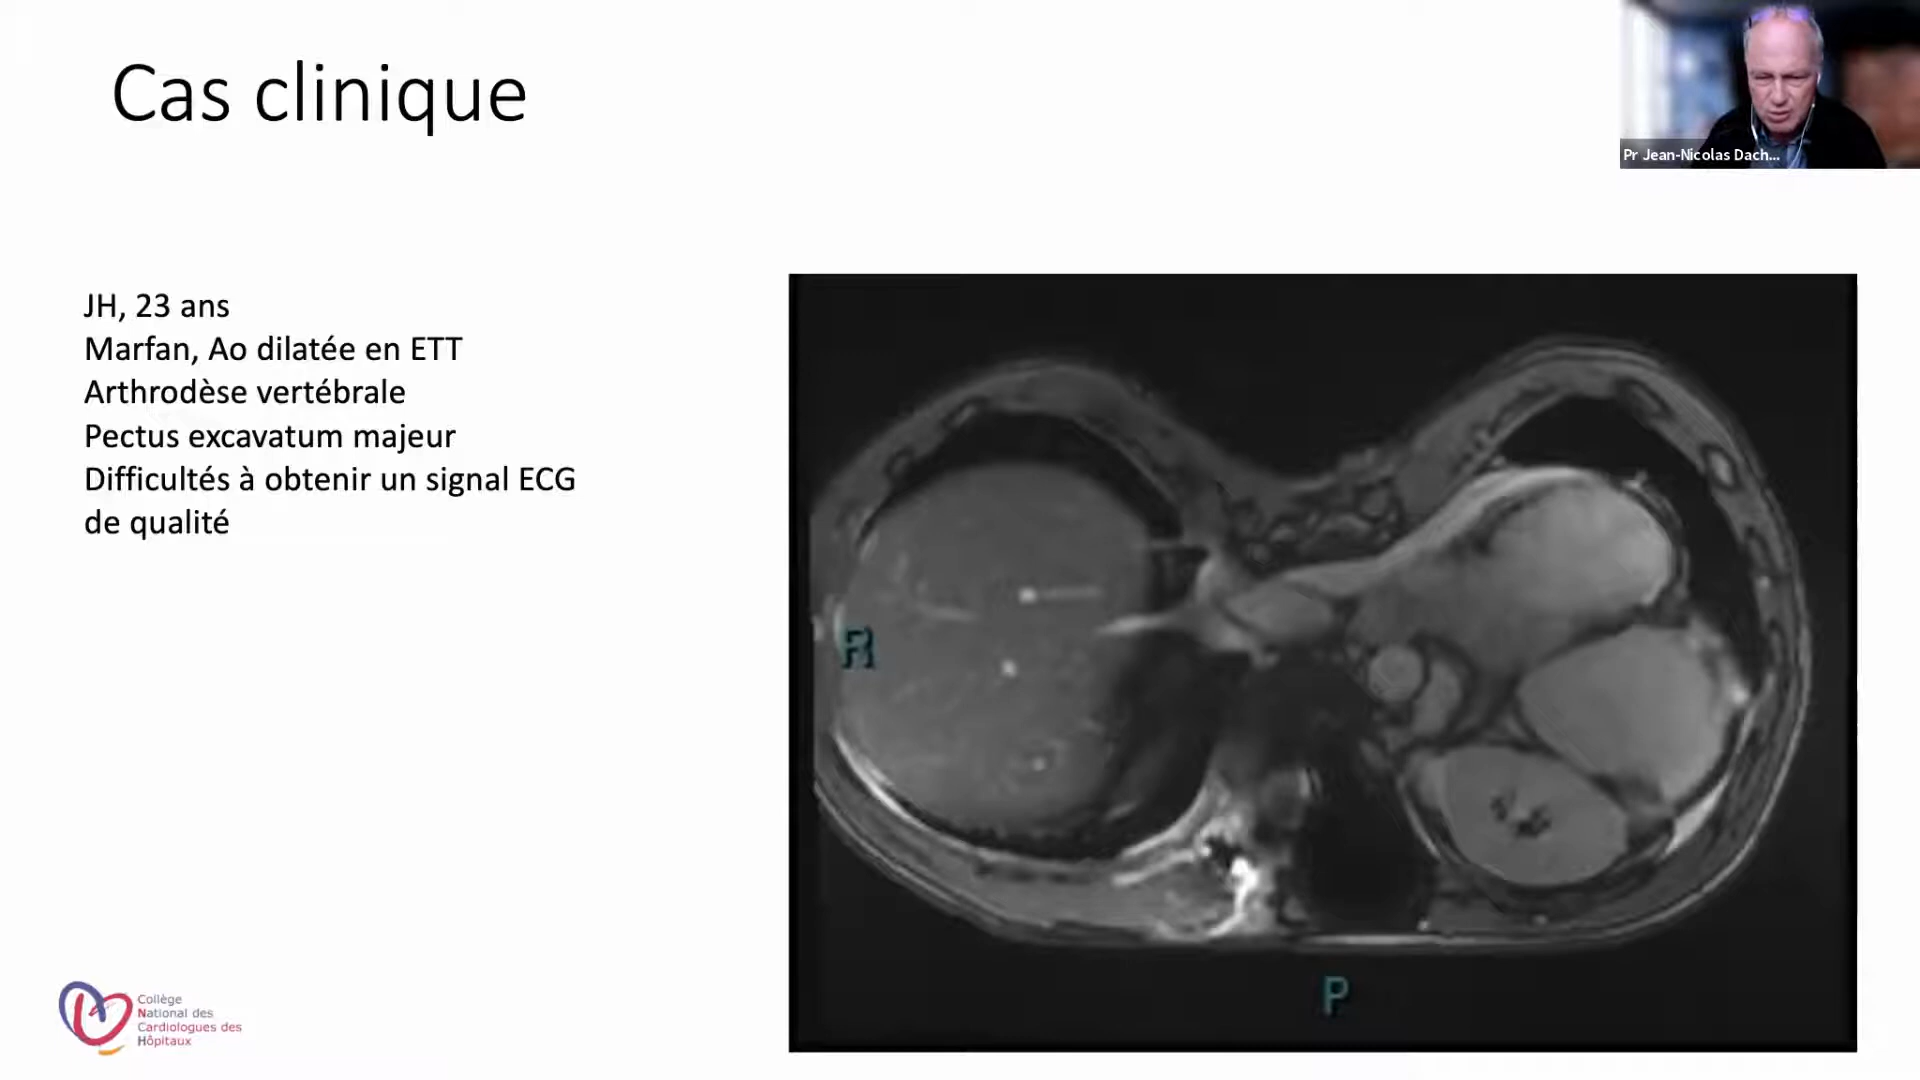 Cas clinique
Pr Jean-Nicolas Dach...
JH, 23 ans
Marfan, Ao dilatée en ETT
Arthrodèse vertébrale
Pectus excavatum majeur
Difficultés à obtenir un signal ECG
de qualité
R
P
Collège
National des
Cardiologues des
Hôpitaux